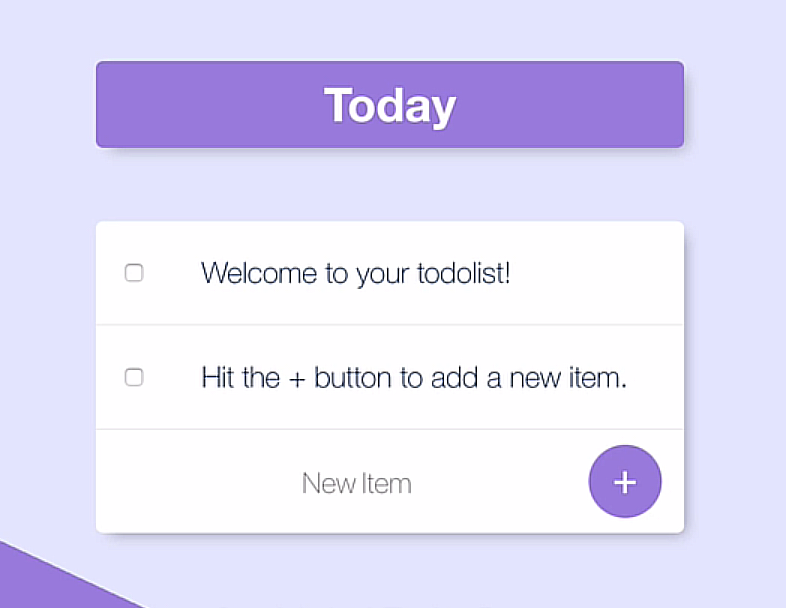 Today
Welcome to your todolist!
Hit the + button to add a new item.
New Item
+